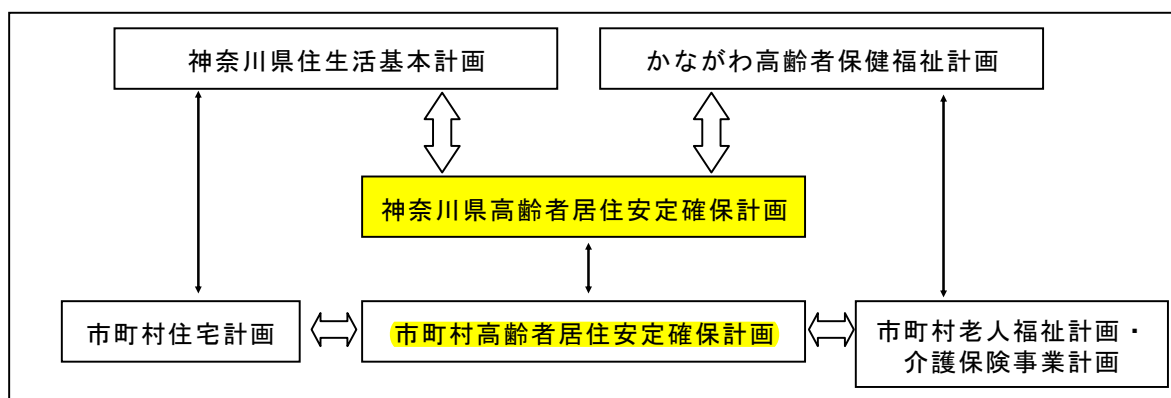 神奈川県住生活基本計画
かながわ高齢者保健福祉計画
神奈川県高齢者居住安定確保計画
市町村住宅計画
市町村高齢者居住安定確保計画
市町村老人福祉計画・
介護保険事業計画